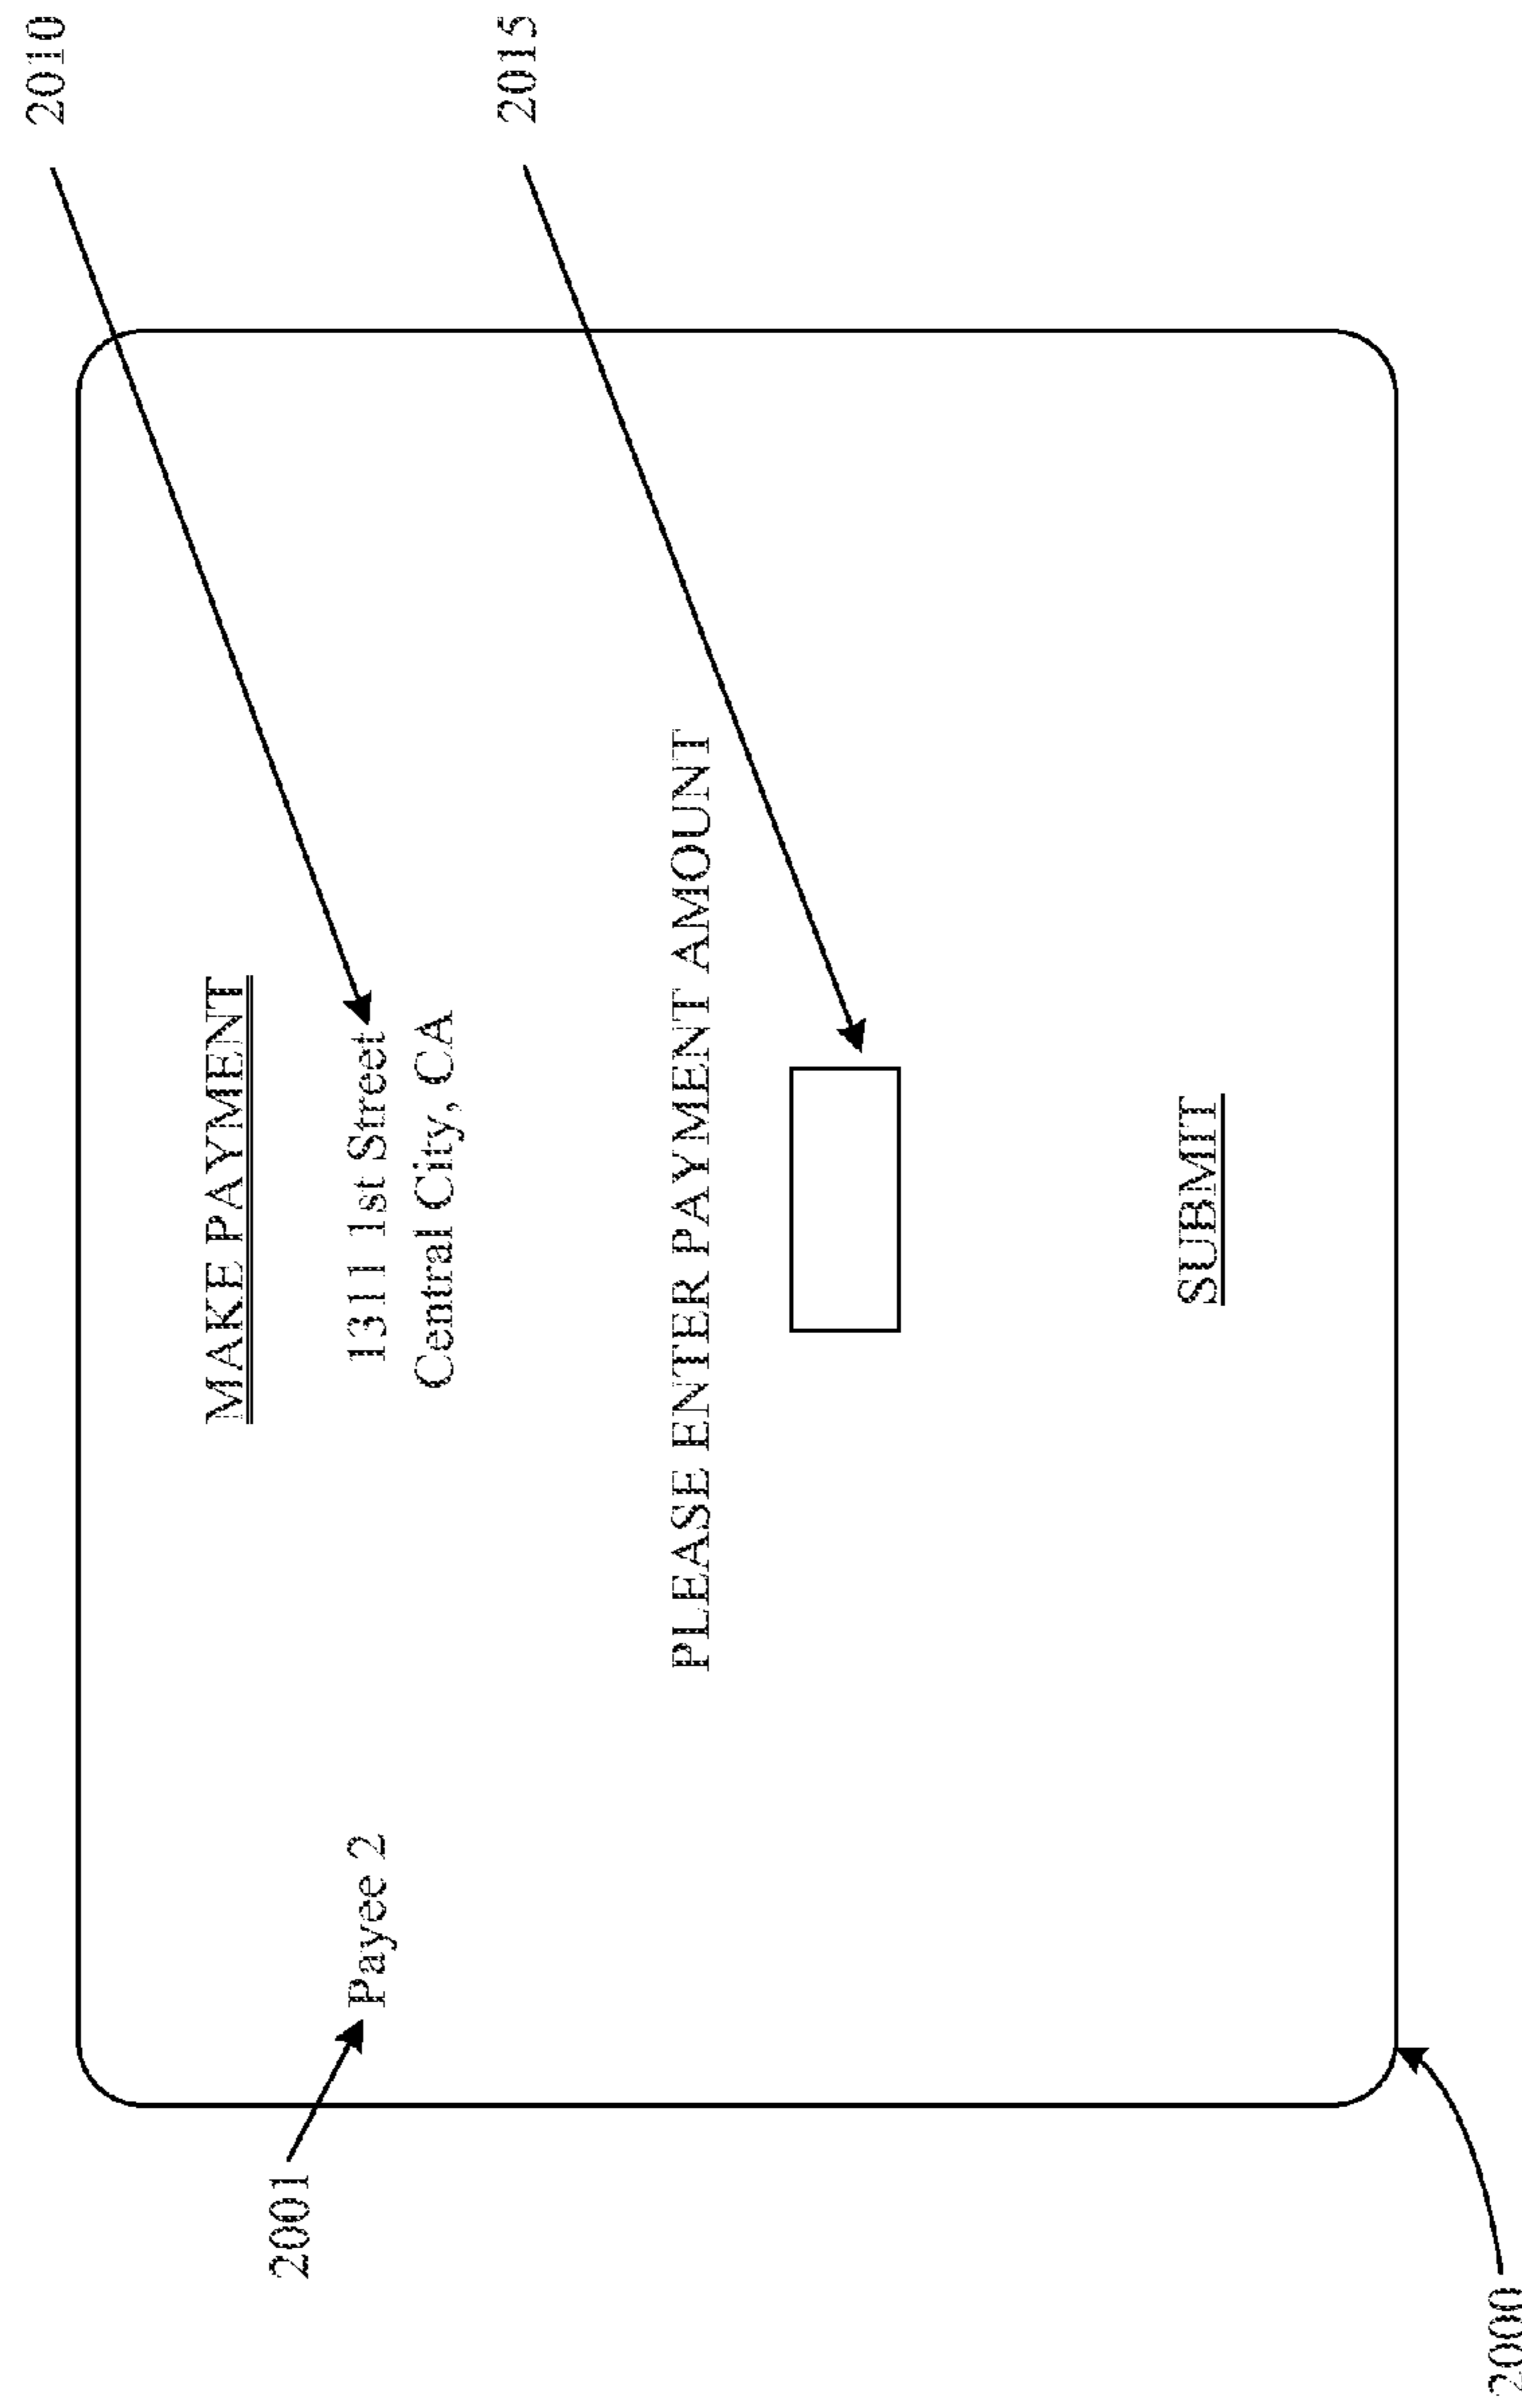 2010
2015
MAKE PAYMENT
2001
Payee 2
1311 1st Street
Central City, CA
PLEASE ENTER PAYMENT AMOUNT
SUBMIT
2000